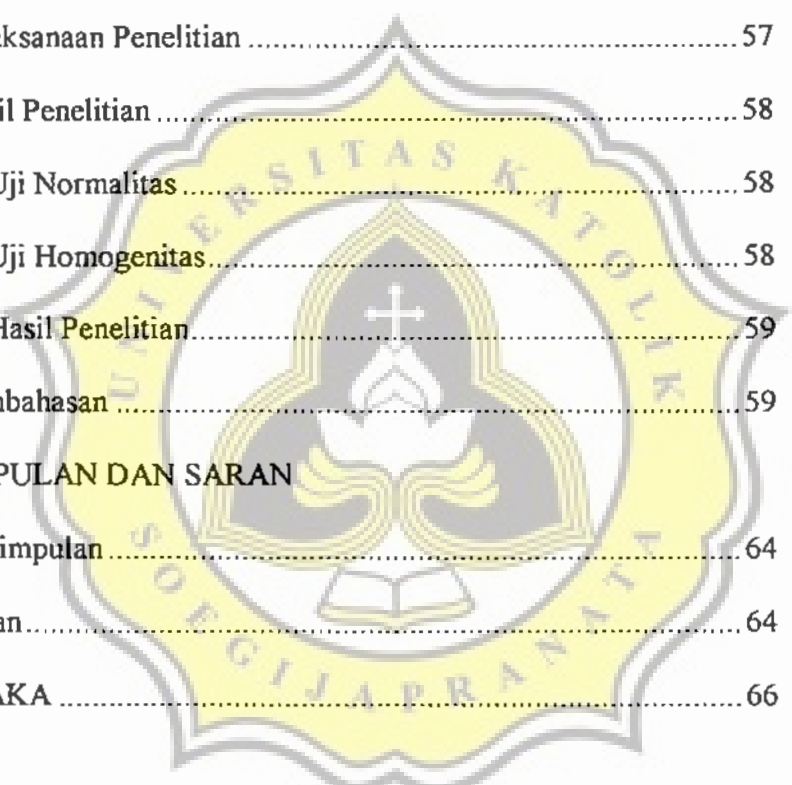 ksanaan Penelitian ........................ 57
il Penelitian ........................ 58
Uji Normalitas ........................ 58
Uji Homogenitas ........................ 58
Hasil Penelitian ........................ 59
nbahasan ........................ 59
PULAN DAN SARAN
impulan ........................ 64
an ........................ 64
AKA ........................ 66
UNIVERSITAS KATOLIK
SOEGIJAPRANATA